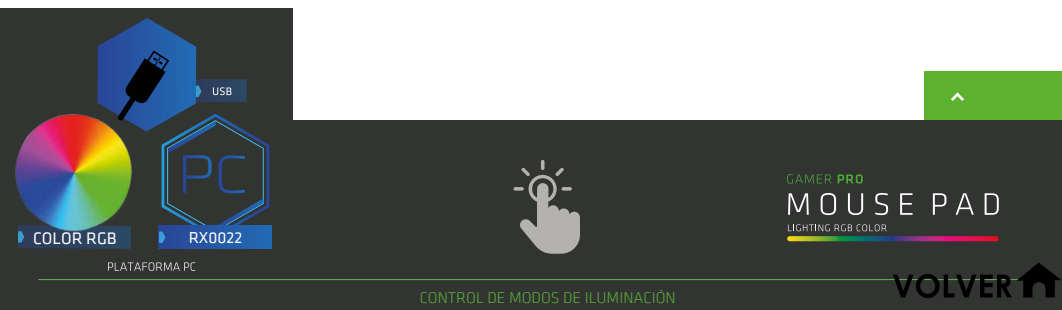 USB
PC
COLOR RGB
RX0022
PLATAFORMA PC
GAMER PRO
MOUSE PAD
LIGHTING RGB COLOR
VOLVER
CONTROL DE MODOS DE ILUMINACIÓN